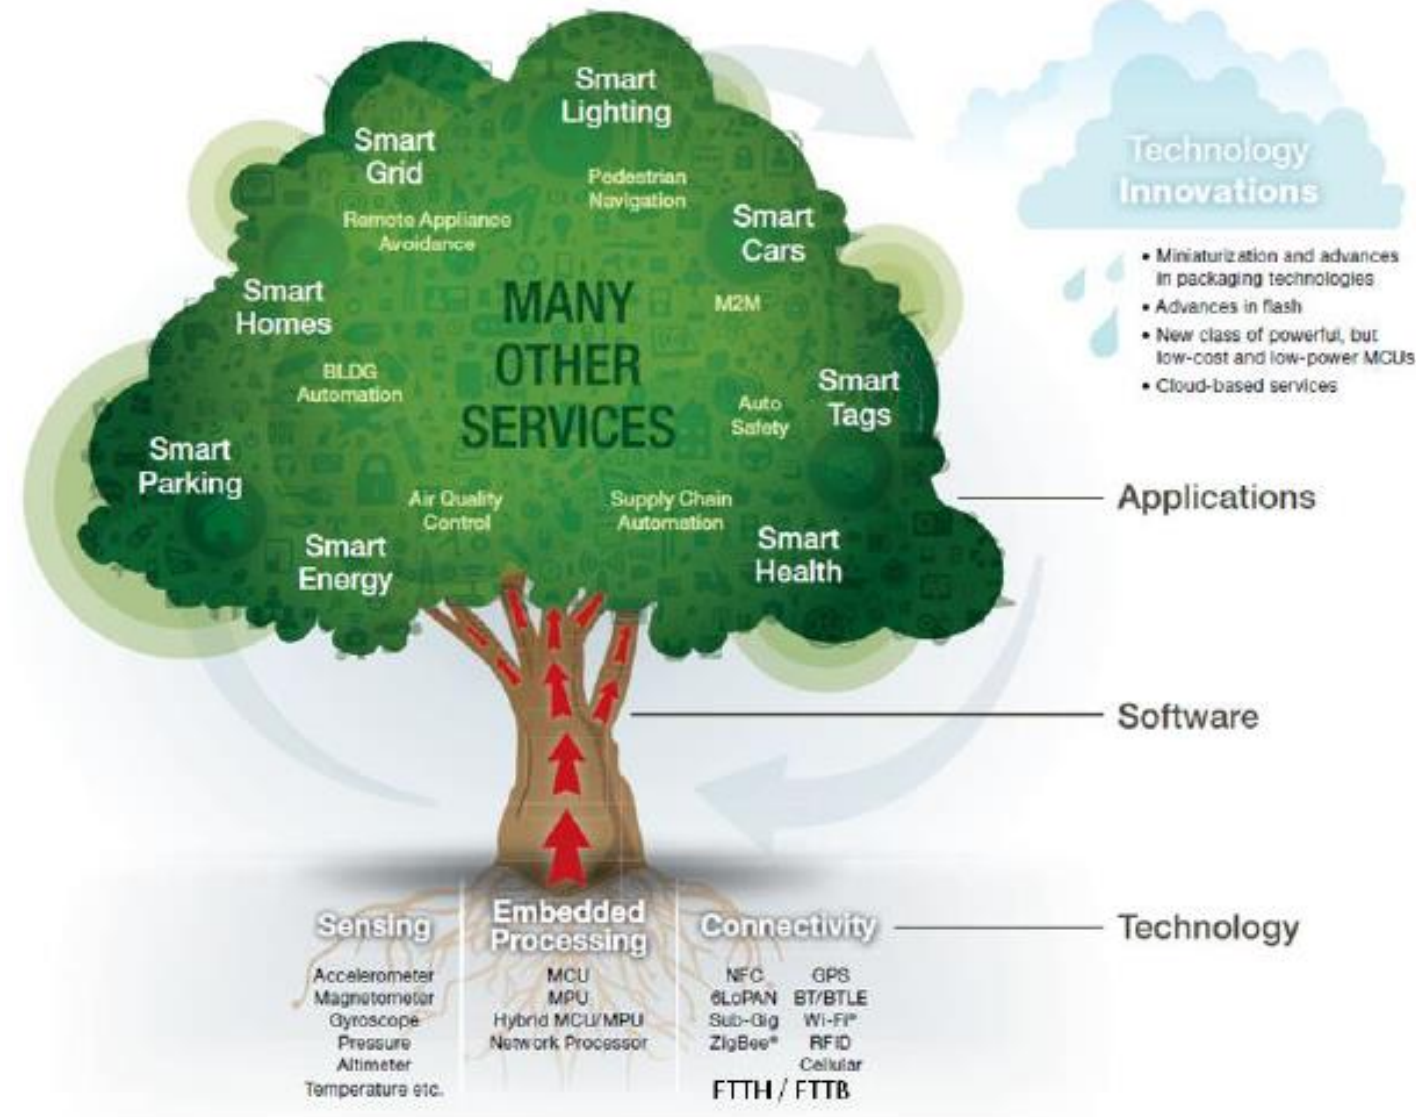 Smart
Lighting
Smart
Grid
Pedestrian
Navigation
Remote Appliance
Avoidance
Smart
Cars
Smart
Homes
M2M
MANY
OTHER
SERVICES
BLDG
Automation
Smart
Tags
Auto
Safety
Smart
Parking
Air Quality
Control
Supply Chain
Automation
Smart
Energy
Smart
Health
Technology
Innovations
• Miniaturization and advances
in packaging technologies
• Advances in flash
• New class of powerful, but
low-cost and low-power MCUs
• Cloud-based services
Applications
Software
Technology
Sensing
Accelerometer
Magnetometer
Gyroscope
Pressure
Altimeter
Temperature etc.
Embedded
Processing
MCU
MPU
Hybrid MCU/MPU
Network Processor
Connectivity
NFC GPS
6LoPAN BT/BTLE
Sub-Gig Wi-Fi®
ZigBee® RFID
Cellular
FTTH / FTTB